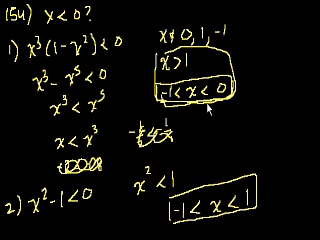 154) x < 0?
1) x³(1-x²) < 0
x³ - x⁵ < 0
x³ < x⁵
x < x³
x ≠ 0, 1, -1
x > 1
-1 < x < 0
2) x² - 1 < 0
x² < 1
-1 < x < 1